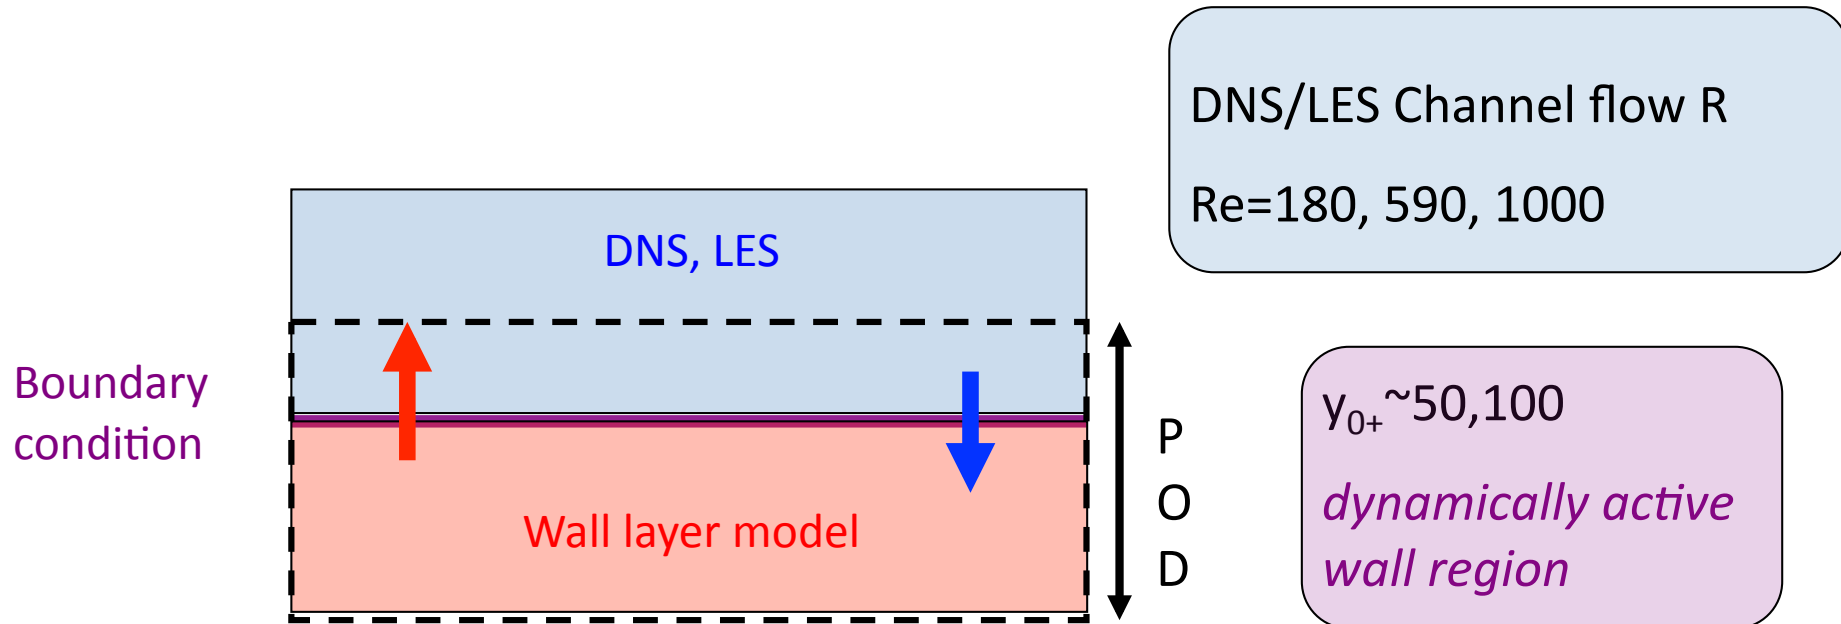 DNS/LES Channel flow R
Re=180, 590, 1000
DNS, LES
Boundary
condition
Wall layer model
P
O
D
y0+~50,100
dynamically active
wall region